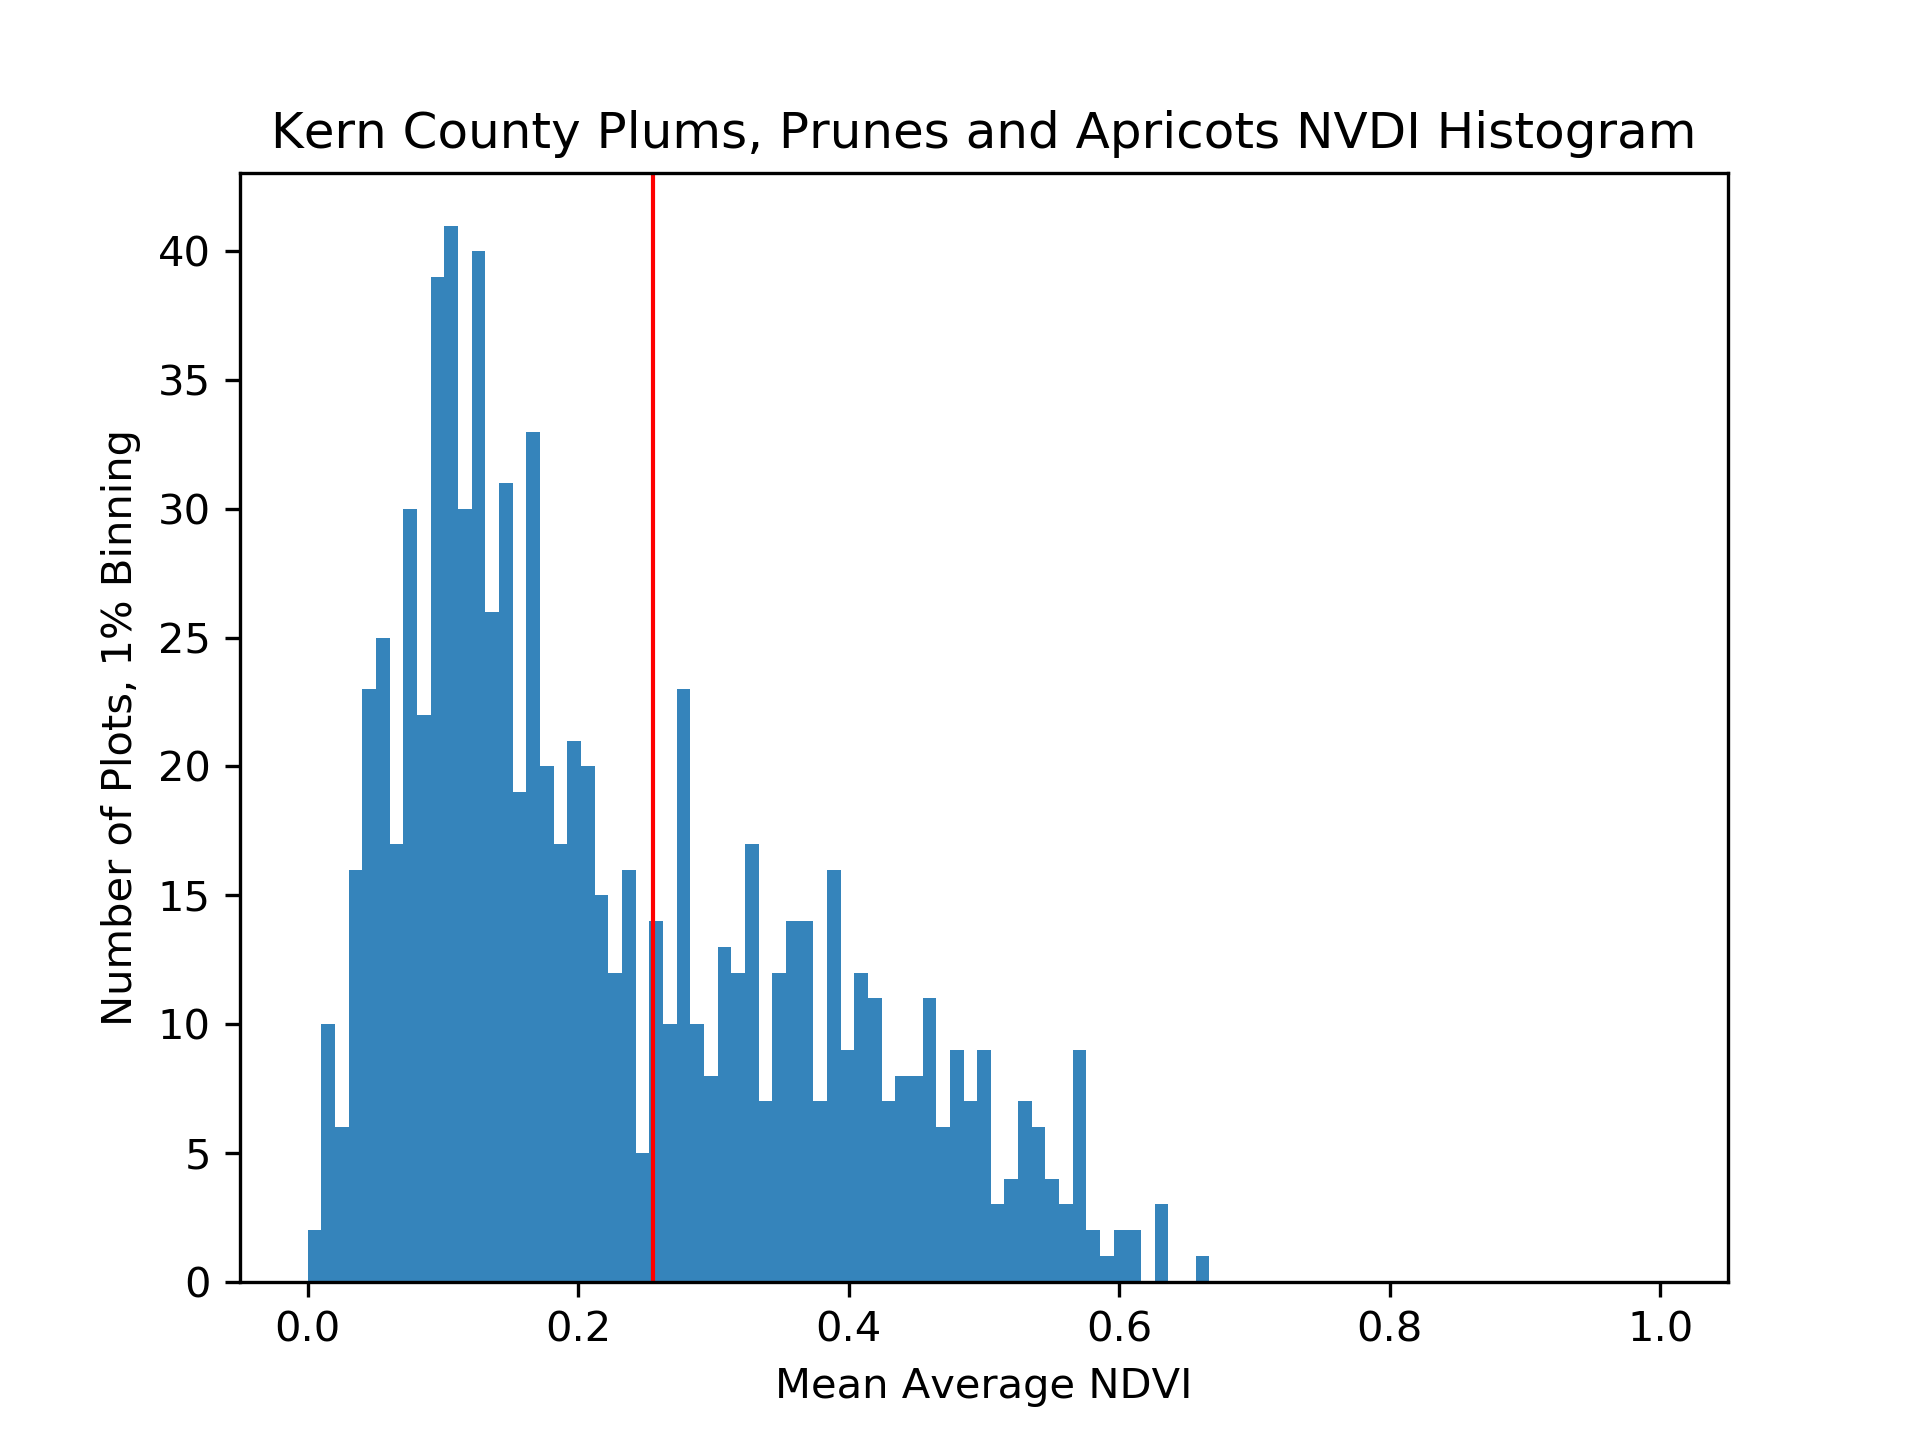 Kern County Plums, Prunes and Apricots NVDI Histogram
Number of Plots, 1% Binning
40
35
30
25
20
15
10
5
0
0.0 0.2 0.4 0.6 0.8 1.0
Mean Average NDVI